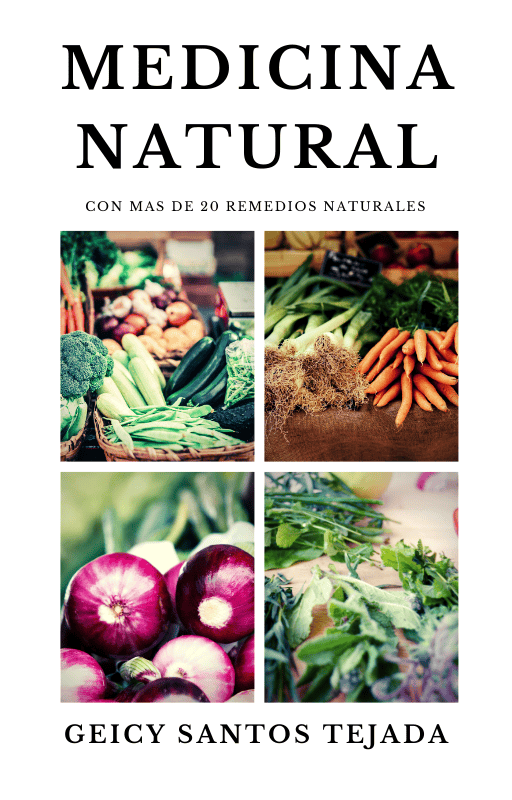 MEDICINA
NATURAL
CON MAS DE 20 REMEDIOS NATURALES
GEICY SANTOS TEJADA